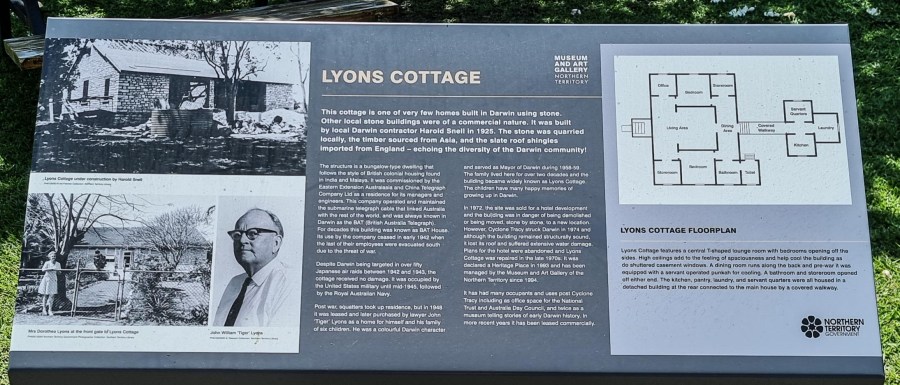 Lyons Cottage under construction by Harold Snell
Mrs Dorothea Lyons at the front gate of Lyons Cottage
John William 'Tiger' Lyons
LYONS COTTAGE
MUSEUM
AND ART
GALLERY
NORTHERN
TERRITORY
This cottage is one of very few homes built in Darwin using stone.
Other local stone buildings were of a commercial nature. It was built
by local Darwin contractor Harold Snell in 1925. The stone was quarried
locally, the timber sourced from Asia, and the slate roof shingles
imported from England – echoing the diversity of the Darwin community!
The structure is a bungalow-type dwelling that
follows the style of British colonial housing found
in India and Malaya. It was commissioned by the
Eastern Extension Australasia and China Telegraph
Company Ltd as a residence for its managers and
engineers. This company operated and maintained
the submarine telegraph cable that linked Australia
with the rest of the world, and was always known in
Darwin as the BAT (British Australia Telegraph).
For decades this building was known as BAT House.
Its use by the company ceased in early 1942 when
the last of their employees were evacuated south
due to the threat of war.
Despite Darwin being targeted in over fifty
Japanese air raids between 1942 and 1943, the
cottage received no damage. It was occupied by
the United States military until mid-1945, followed
by the Royal Australian Navy.
Post war, squatters took up residence, but in 1948
it was leased and later purchased by lawyer John
'Tiger' Lyons as a home for himself and his family
of six children. He was a colourful Darwin character
and served as Mayor of Darwin during 1958-59.
The family lived here for over two decades and the
building became widely known as Lyons Cottage.
The children have many happy memories of
growing up in Darwin.
In 1972, the site was sold for a hotel development
and the building was in danger of being demolished
or being moved, stone by stone, to a new location.
However, Cyclone Tracy struck Darwin in 1974 and
although the building remained structurally sound,
it lost its roof and suffered extensive water damage.
Plans for the hotel were abandoned and Lyons
Cottage was repaired in the late 1970s. It was
declared a Heritage Place in 1993 and has been
managed by the Museum and Art Gallery of the
Northern Territory since 1994.
It has had many occupants and uses post Cyclone
Tracy including as office space for the National
Trust and Australia Day Council, and twice as a
museum telling stories of early Darwin history. In
more recent years it has been leased commercially.
Office
Bedroom
Storeroom
Living Area
Dining
Area
Covered
Walkway
Servant
Quarters
Laundry
Kitchen
Storeroom
Bedroom
Bathroom
Toilet
LYONS COTTAGE FLOORPLAN
Lyons Cottage features a central T-shaped lounge room with bedrooms opening off the
sides. High ceilings add to the feeling of spaciousness and help cool the building as
do shuttered casement windows. A dining room runs along the back and pre-war it was
equipped with a servant operated punkah for cooling. A bathroom and storeroom opened
off either end. The kitchen, pantry, laundry, and servant quarters were all housed in a
detached building at the rear connected to the main house by a covered walkway.
NORTHERN
TERRITORY
GOVERNMENT